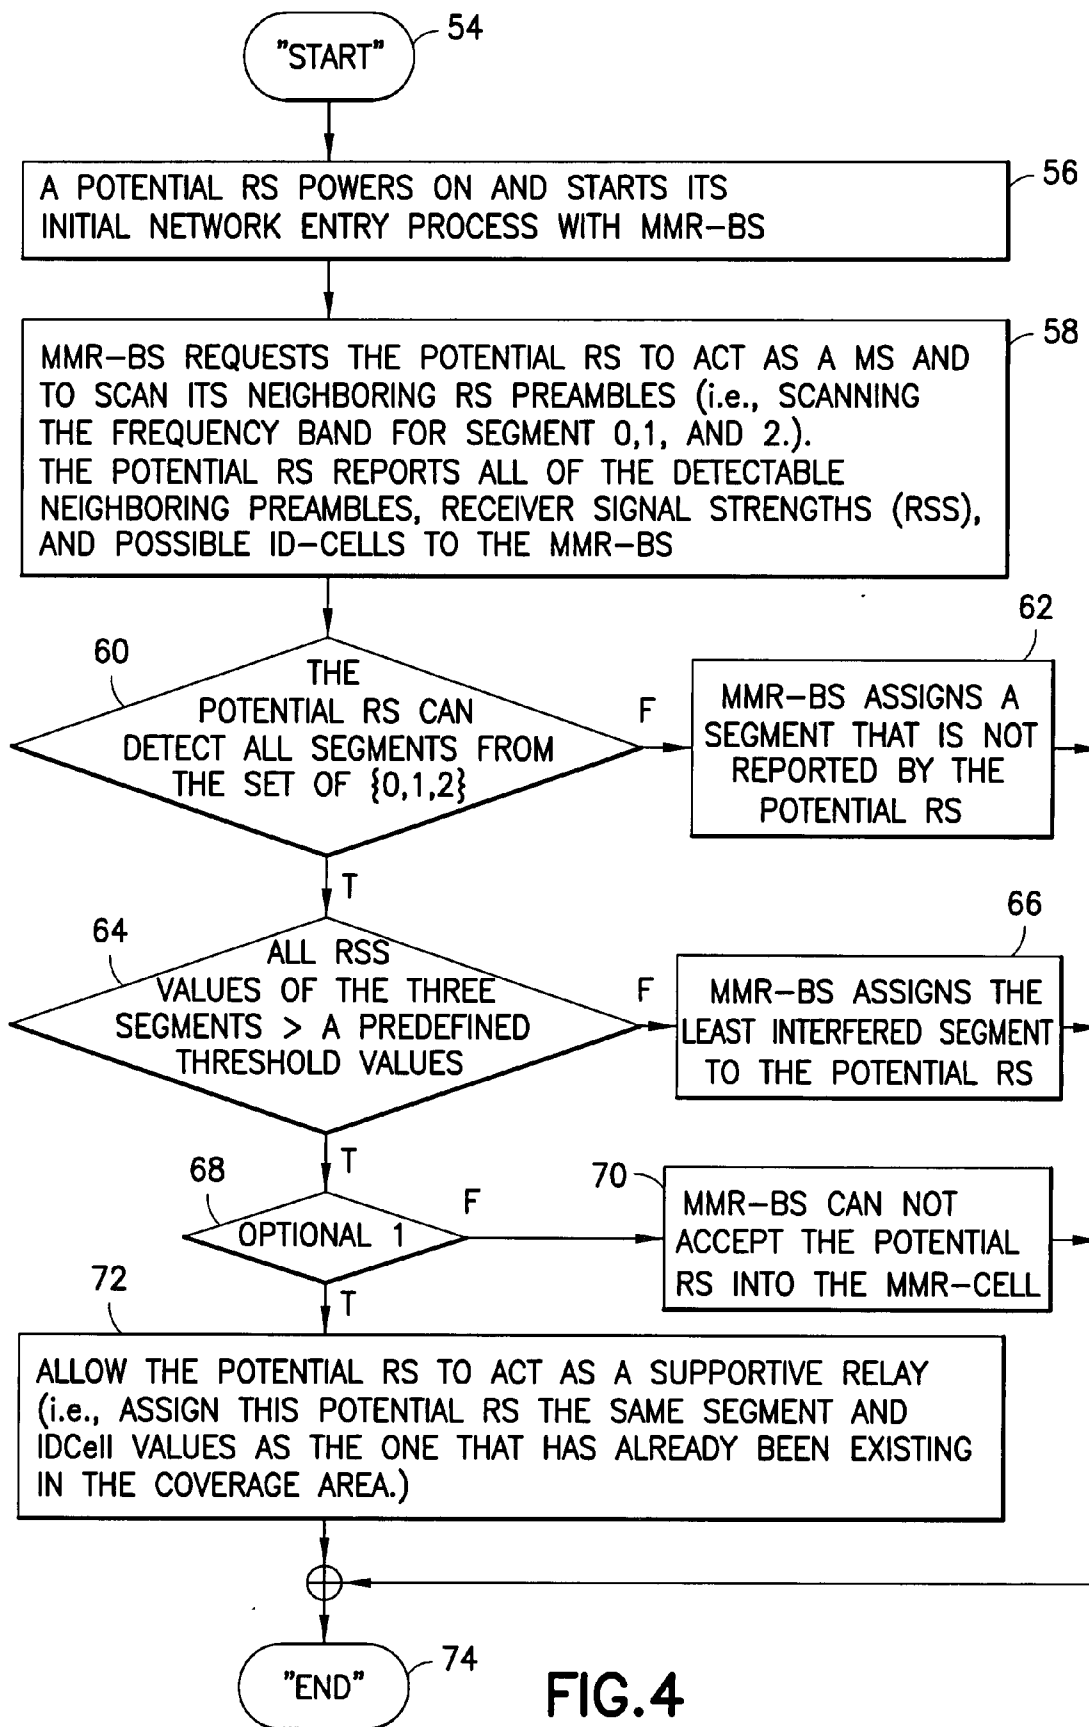 "START"
54
A POTENTIAL RS POWERS ON AND STARTS ITS
INITIAL NETWORK ENTRY PROCESS WITH MMR-BS
56
MMR-BS REQUESTS THE POTENTIAL RS TO ACT AS A MS AND
TO SCAN ITS NEIGHBORING RS PREAMBLES (i.e., SCANNING
THE FREQUENCY BAND FOR SEGMENT 0,1, AND 2.).
THE POTENTIAL RS REPORTS ALL OF THE DETECTABLE
NEIGHBORING PREAMBLES, RECEIVER SIGNAL STRENGTHS (RSS),
AND POSSIBLE ID-CELLS TO THE MMR-BS
58
60
THE
POTENTIAL RS CAN
DETECT ALL SEGMENTS FROM
THE SET OF {0,1,2}
F
62
MMR-BS ASSIGNS A
SEGMENT THAT IS NOT
REPORTED BY THE
POTENTIAL RS
T
64
ALL RSS
VALUES OF THE THREE
SEGMENTS > A PREDEFINED
THRESHOLD VALUES
F
66
MMR-BS ASSIGNS THE
LEAST INTERFERED SEGMENT
TO THE POTENTIAL RS
T
68
OPTIONAL 1
F
70
MMR-BS CAN NOT
ACCEPT THE POTENTIAL
RS INTO THE MMR-CELL
T
72
ALLOW THE POTENTIAL RS TO ACT AS A SUPPORTIVE RELAY
(i.e., ASSIGN THIS POTENTIAL RS THE SAME SEGMENT AND
IDCell VALUES AS THE ONE THAT HAS ALREADY BEEN EXISTING
IN THE COVERAGE AREA.)
"END"
74
FIG.4